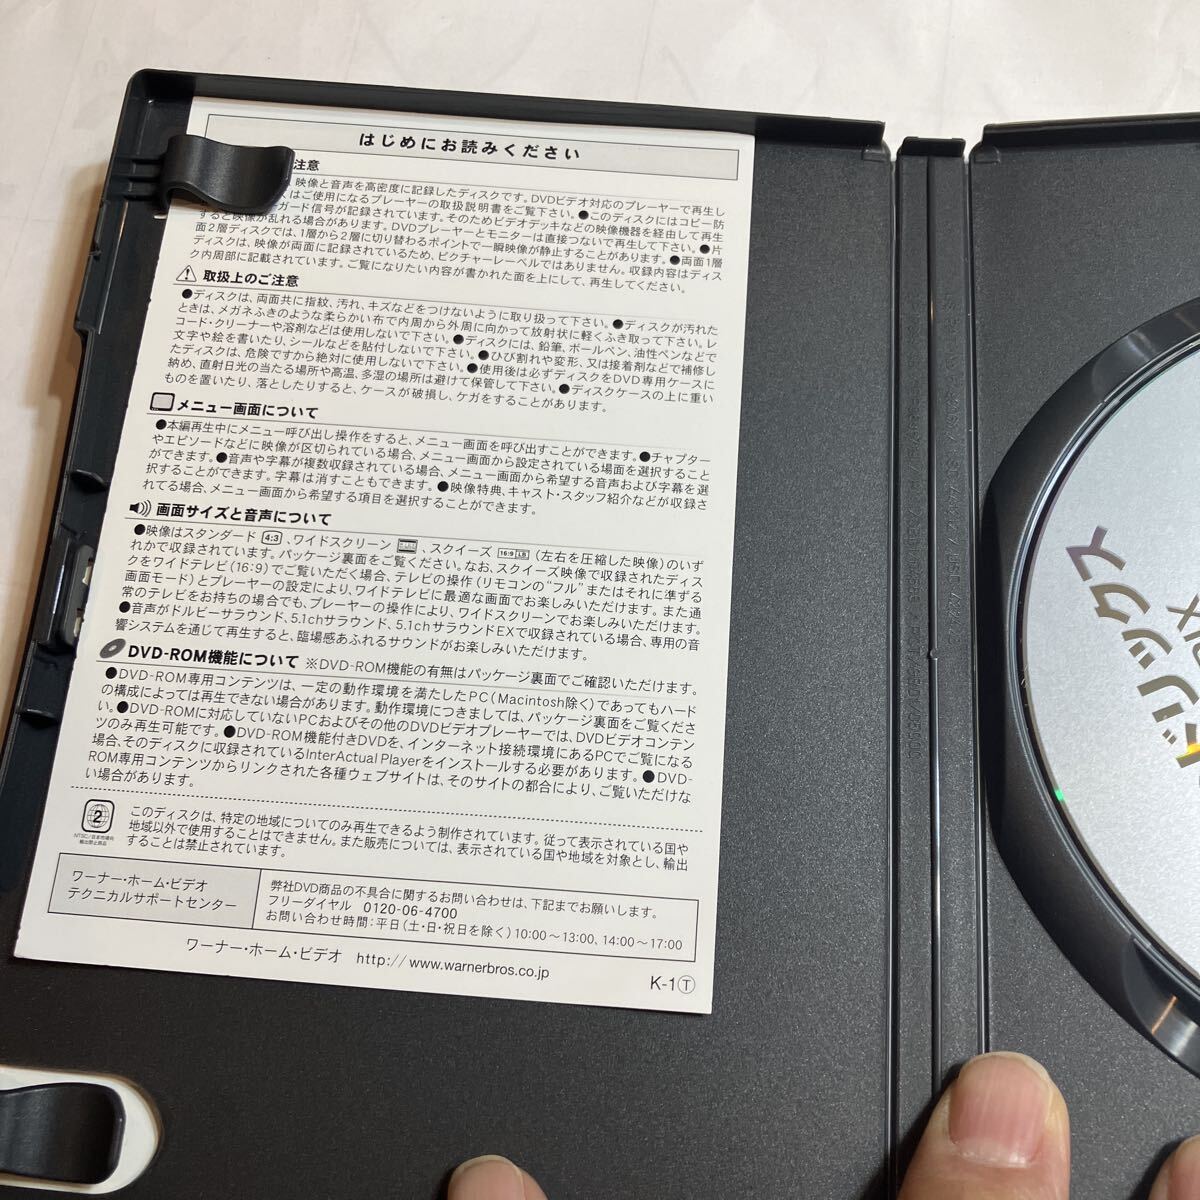 はじめにお読みください
注意
映像と音声を高密度に記録したディスクです。DVDビデオ対応のプレーヤーで再生し
はご使用になるプレーヤーの取扱説明書をご覧下さい。●このディスクにはコピー防
ガード信号が記録されています。そのためビデオデッキなどの映像機器を経由して再生
すると映像が乱れる場合があります。DVDプレーヤーとモニターは直接つないで再生して下さい。●片
面2層ディスクでは、1層から2層に切り替わるポイントで一瞬映像が静止することがあります。●両面1層
ディスクは、映像が両面に記録されているため、ピクチャーレーベルではありません。収録内容はディス
ク内周部に記載されています。ご覧になりたい内容が書かれた面を上にして、再生してください。
取扱上のご注意
●ディスクは、両面共に指紋、汚れ、キズなどをつけないように取り扱って下さい。●ディスクが汚れた
ときは、メガネふきのような柔らかい布で内周から外周に向かって放射状に軽くふき取って下さい。レ
コード・クリーナーや溶剤などは使用しないで下さい。●ディスクには、鉛筆、ボールペン、油性ペンなどで
文字や絵を書いたり、シールなどを貼付しないで下さい。●ひび割れや変形、又は接着剤などで補修し
たディスクは、危険ですから絶対に使用しないで下さい。●使用後は必ずディスクをDVD専用ケースに
納め、直射日光の当たる場所や高温、多湿の場所は避けて保管して下さい。●ディスクケースの上に重い
ものを置いたり、落としたりすると、ケースが破損し、ケガをすることがあります。
メニュー画面について
●本編再生中にメニュー呼び出し操作をすると、メニュー画面を呼び出すことができます。●チャプター
やエピソードなどに映像が区切られている場合、メニュー画面から設定されている場面を選択すること
ができます。●音声や字幕が複数収録されている場合、メニュー画面から希望する音声および字幕を選
択することができます。字幕は消すこともできます。●映像特典、キャスト・スタッフ紹介などが収録さ
れてる場合、メニュー画面から希望する項目を選択することができます。
画面サイズと音声について
●映像はスタンダード 4:3 、ワイドスクリーン 、スクイーズ 16:9 LB (左右を圧縮した映像)のいず
れかで収録されています。パッケージ裏面をご覧ください。なお、スクイーズ映像で収録されたディス
クをワイドテレビ(16:9)でご覧いただく場合、テレビの操作(リモコンの“フル”またはそれに準ずる
画面モード)とプレーヤーの設定により、ワイドテレビに最適な画面でお楽しみいただけます。また通
常のテレビをお持ちの場合でも、プレーヤーの操作により、ワイドスクリーンでお楽しみいただけます。
●音声がドルビーサラウンド、5.1chサラウンド、5.1chサラウンドEXで収録されている場合、専用の音
響システムを通じて再生すると、臨場感あふれるサウンドがお楽しみいただけます。
DVD-ROM機能について ※DVD-ROM機能の有無はパッケージ裏面でご確認いただけます。
●DVD-ROM専用コンテンツは、一定の動作環境を満たしたPC(Macintosh除く)であってもハード
の構成によっては再生できない場合があります。動作環境につきましては、パッケージ裏面をご覧くださ
い。●DVD-ROMに対応していないPCおよびその他のDVDビデオプレーヤーでは、DVDビデオコンテン
ツのみ再生可能です。●DVD-ROM機能付きDVDを、インターネット接続環境にあるPCでご覧になる
場合、そのディスクに収録されているInterActual Playerをインストールする必要があります。●DVD-
ROM専用コンテンツからリンクされた各種ウェブサイトは、そのサイトの都合により、ご覧いただけな
い場合があります。
2
NTSC/日本市場向
輸出禁止商品
このディスクは、特定の地域についてのみ再生できるよう制作されています。従って表示されている国や
地域以外で使用することはできません。また販売については、表示されている国や地域を対象とし、輸出
することは禁止されています。
ワーナー・ホーム・ビデオ
テクニカルサポートセンター
弊社DVD商品の不具合に関するお問い合わせは、下記までお願いします。
フリーダイヤル 0120-06-4700
お問い合わせ時間:平日(土・日・祝日を除く)10:00～13:00、14:00～17:00
ワーナー・ホーム・ビデオ http://www.warnerbros.co.jp
K-1Ⓣ
トリックス